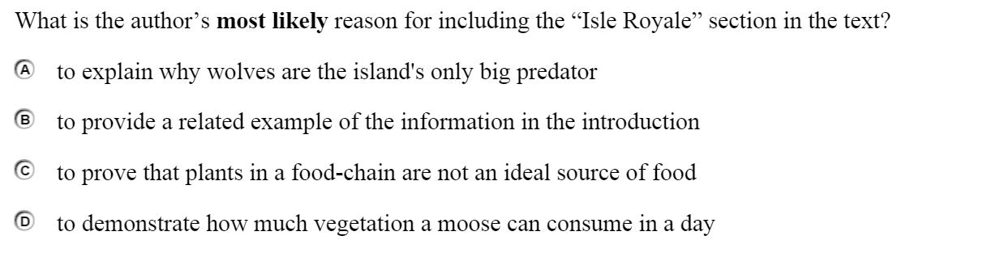 What is the author’s most likely reason for including the “Isle Royale” section in the text?
A to explain why wolves are the island's only big predator
B to provide a related example of the information in the introduction
C to prove that plants in a food-chain are not an ideal source of food
D to demonstrate how much vegetation a moose can consume in a day